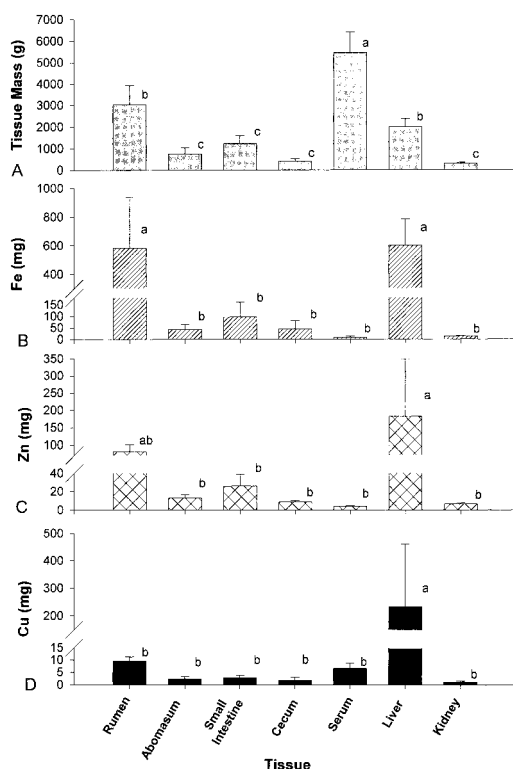 7000
6000
5000
4000
3000
2000
1000
0
Tissue Mass (g)
A
b
c
c
c
a
b
c
1000
800
600
400
150
100
50
0
Fe (mg)
B
a
b
b
b
b
a
b
350
300
250
200
150
100
40
20
0
Zn (mg)
C
ab
b
b
b
b
a
b
500
400
300
200
15
10
5
0
Cu (mg)
D
b
b
b
b
b
a
b
Rumen
Abomasum
Small
Intestine
Cecum
Serum
Liver
Kidney
Tissue